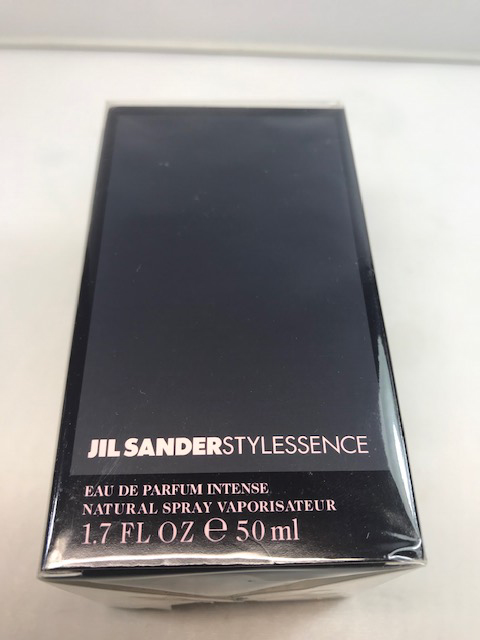 JIL SANDERSTYLESSENCE
EAU DE PARFUM INTENSE
NATURAL SPRAY VAPORISATEUR
1.7 FL OZ ℮ 50 ml